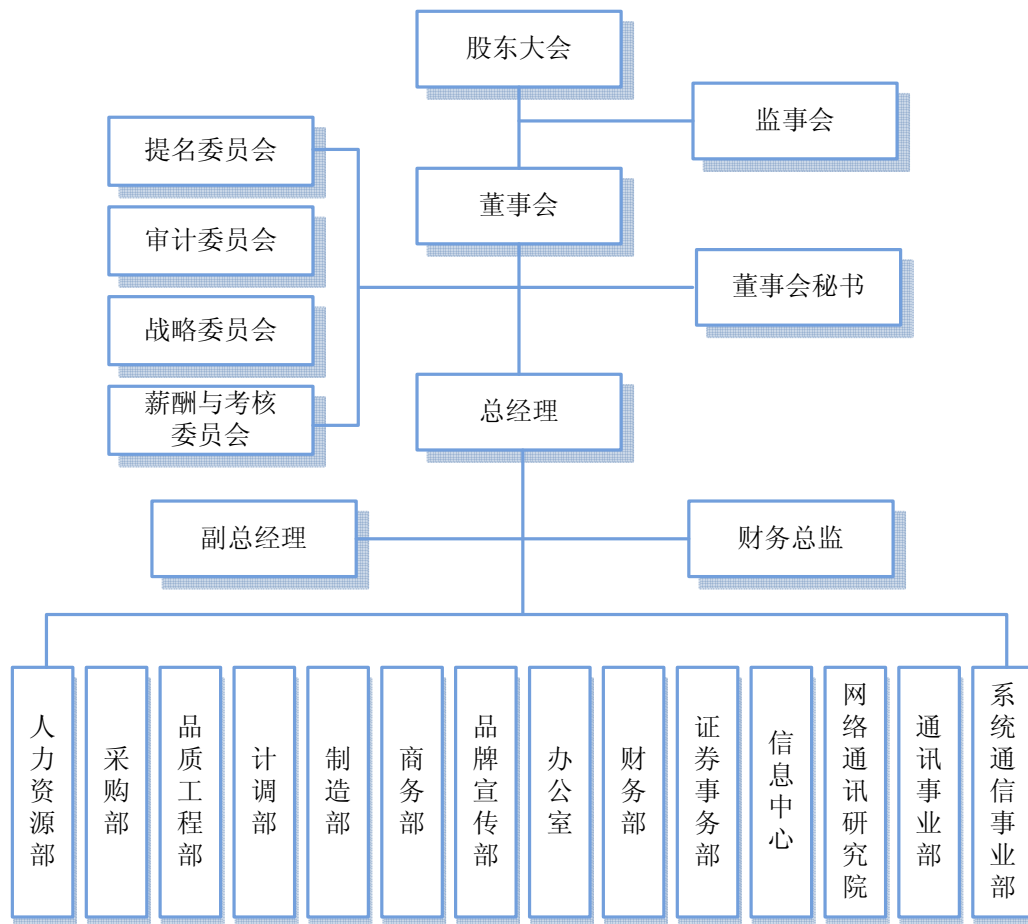 股东大会
监事会
提名委员会
董事会
审计委员会
董事会秘书
战略委员会
总经理
薪酬与考核
委员会
副总经理
财务总监
人力资源部
采购部
品质工程部
计调部
制造部
商务部
品牌宣传部
办公室
财务部
证券事务部
信息中心
网络通讯研究院
通讯事业部
系统通信事业部